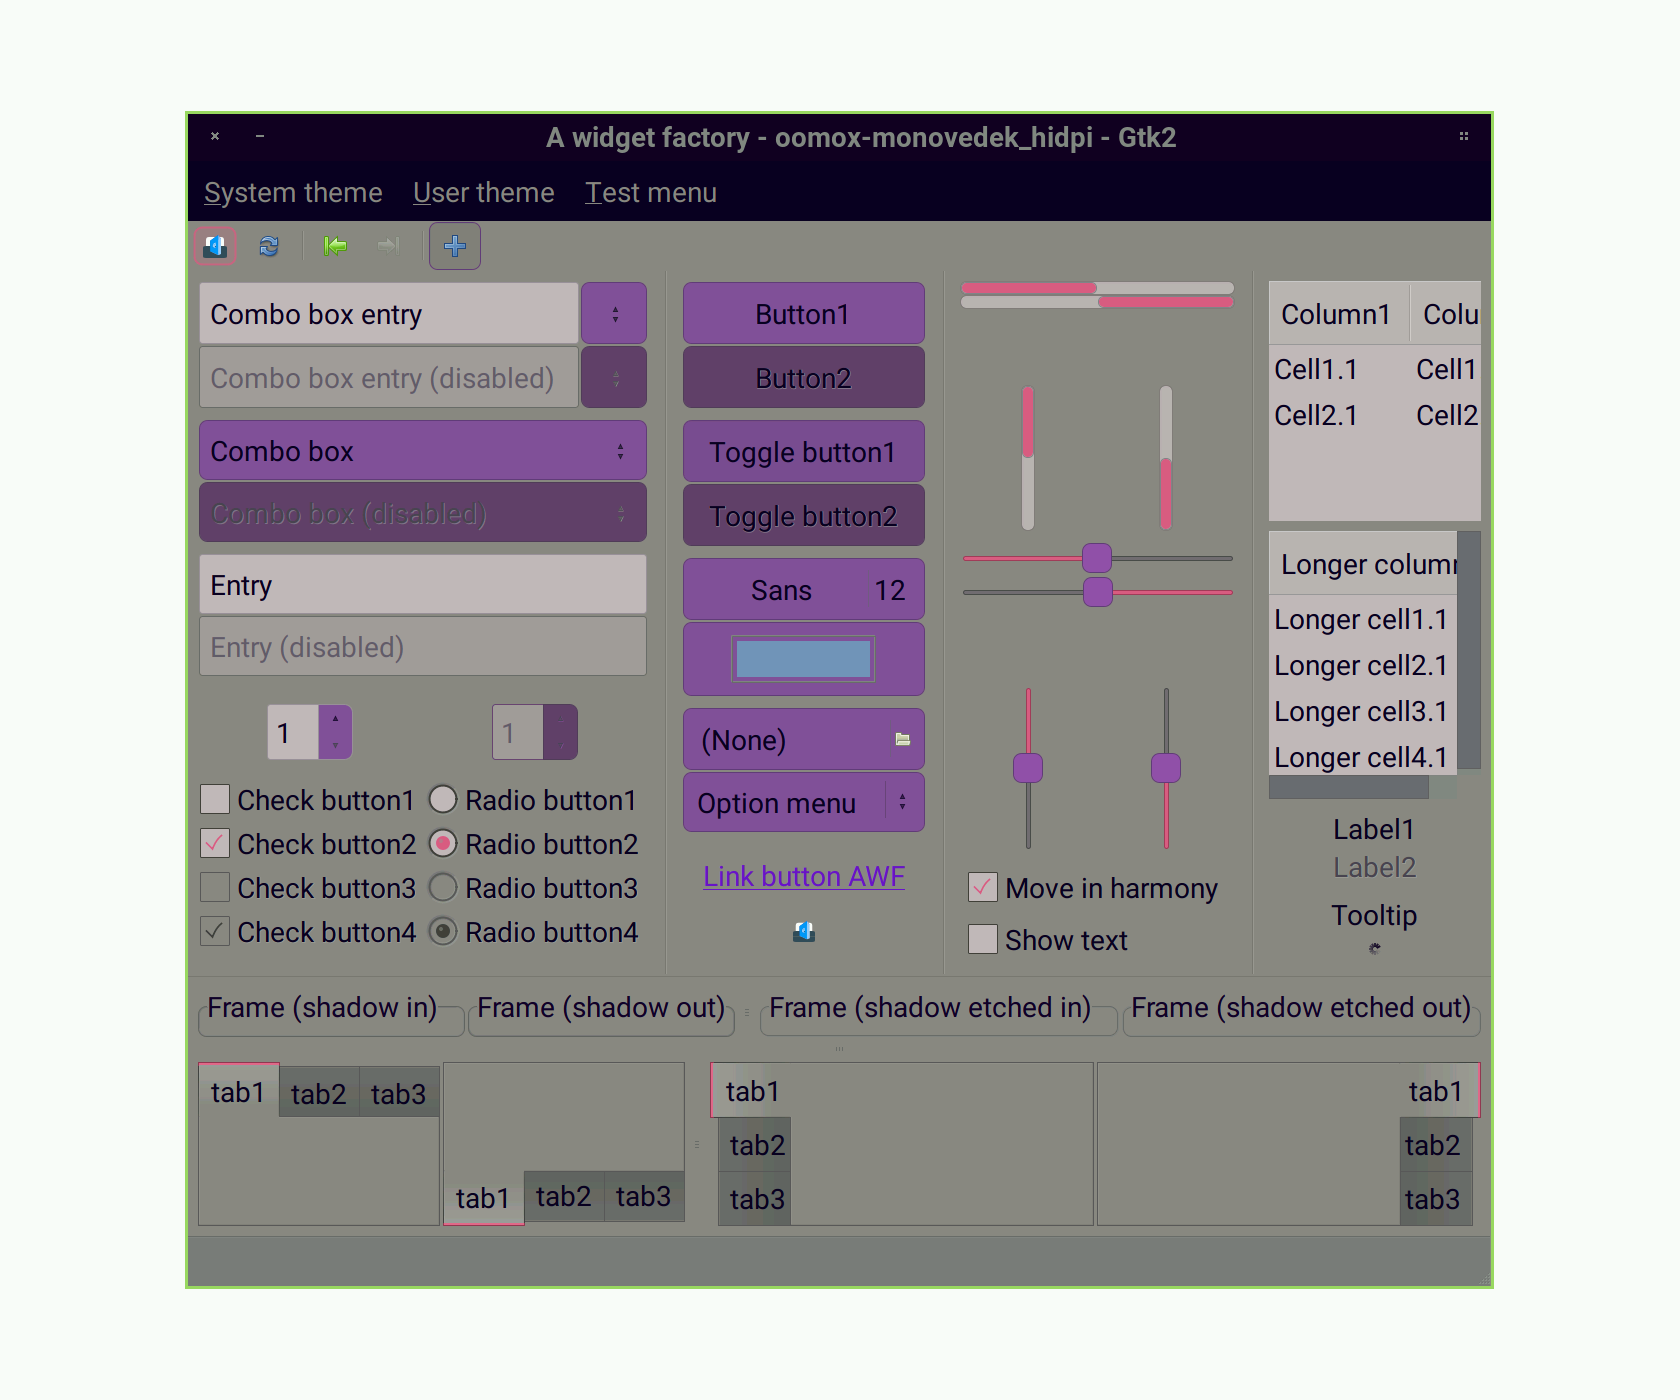 A widget factory - oomox-monovedek_hidpi - Gtk2
System theme User theme Test menu
Combo box entry
Combo box entry (disabled)
Combo box
Combo box (disabled)
Entry
Entry (disabled)
1 1
Check button1 Radio button1
Check button2 Radio button2
Check button3 Radio button3
Check button4 Radio button4
Button1
Button2
Toggle button1
Toggle button2
Sans 12
(None)
Option menu
Link button AWF
Move in harmony
Show text
Column1 Colu
Cell1.1 Cell1
Cell2.1 Cell2
Longer colum
Longer cell1.1
Longer cell2.1
Longer cell3.1
Longer cell4.1
Label1
Label2
Tooltip
Frame (shadow in) Frame (shadow out) Frame (shadow etched in) Frame (shadow etched out)
tab1 tab2 tab3
tab1 tab2 tab3
tab1
tab2
tab3
tab1
tab2
tab3